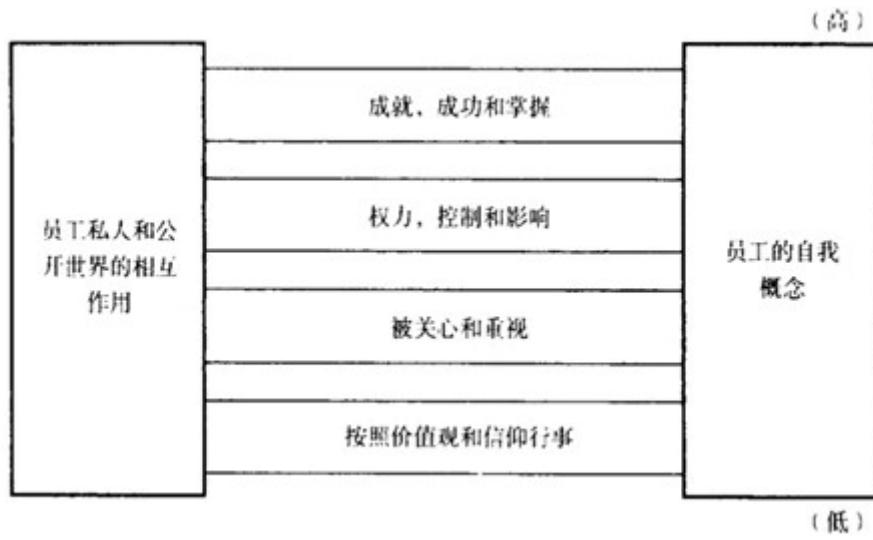 （高）
成就、成功和掌握
权力、控制和影响
员工私人和公
开世界的相互
作用
员工的自我
概念
被关心和重视
按照价值观和信仰行事
（低）